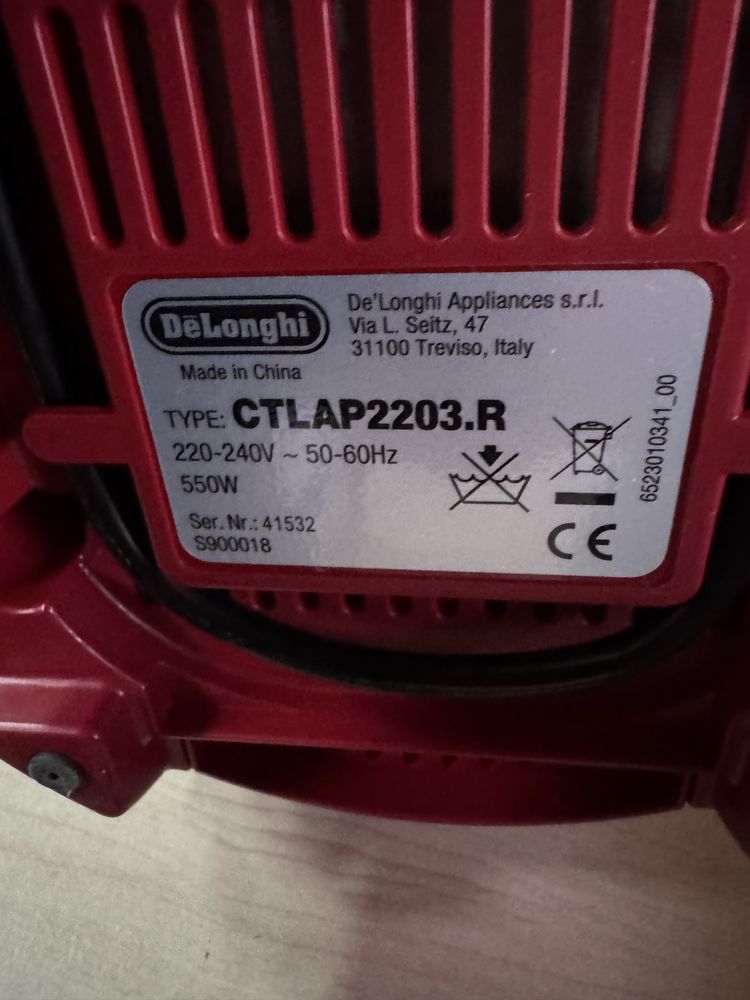 DēLonghi
De'Longhi Appliances s.r.l.
Via L. Seitz, 47
31100 Treviso, Italy
Made in China
TYPE: CTLAP2203.R
220-240V ~ 50-60Hz
550W
Ser. Nr.: 41532
S900018
CE
6523010341_00